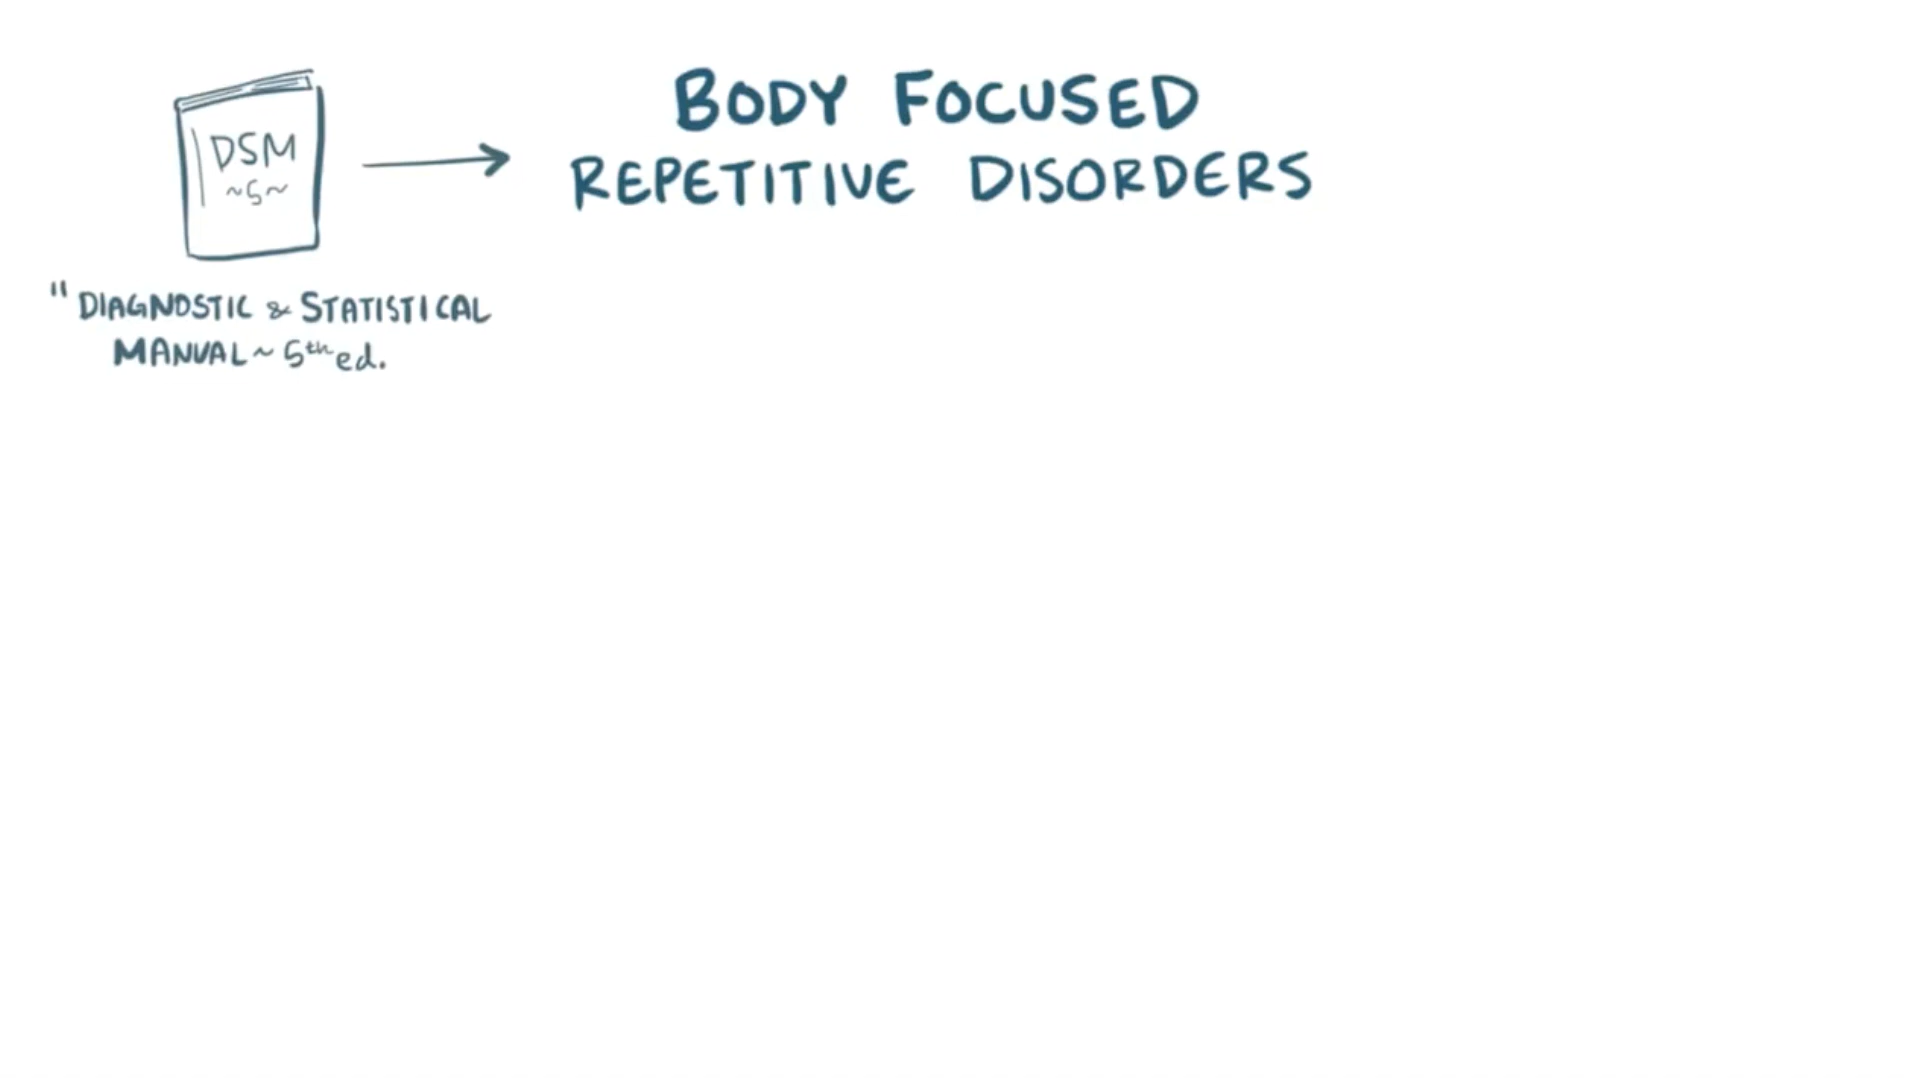 DSM
~5~
BODY FOCUSED
REPETITIVE DISORDERS
"DIAGNOSTIC & STATISTICAL
MANUAL ~ 5th ed.